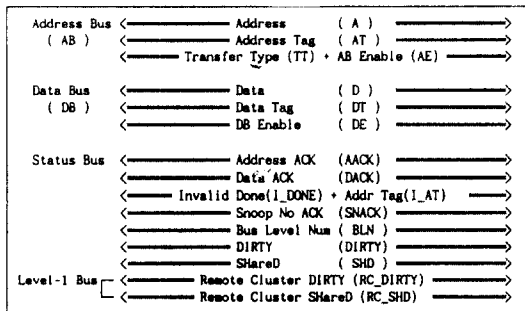 Address Bus Address ( A )
( AB ) Address Tag ( AT )
Transfer Type (TT) + AB Enable (AE)
Data Bus Data ( D )
( DB ) Data Tag ( DT )
DB Enable ( DE )
Status Bus Address ACK (AACK)
Data ACK (DACK)
Invalid Done(I_DONE) + Addr Tag(I_AT)
Snoop No ACK (SNACK)
Bus Level Num ( BLN )
DIRTY (DIRTY)
SHareD ( SHD )
Level-1 Bus Remote Cluster DIRTY (RC_DIRTY)
Remote Cluster SHareD (RC_SHD)